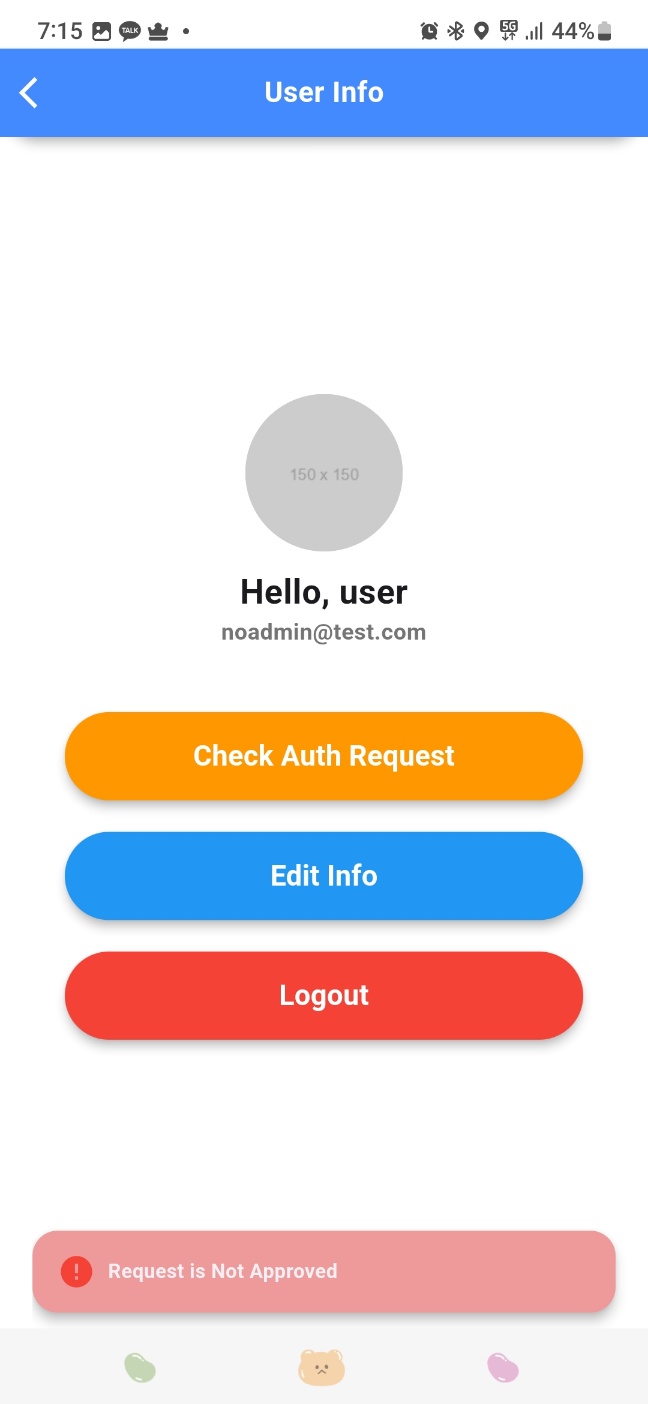 7:15 TALK 5G 44%
User Info
150 x 150
Hello, user
noadmin@test.com
Check Auth Request
Edit Info
Logout
! Request is Not Approved